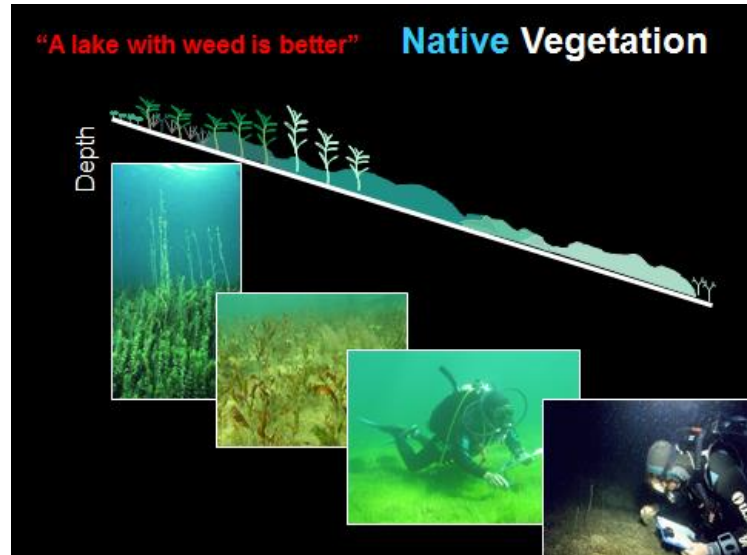 “A lake with weed is better”
Native Vegetation
Depth